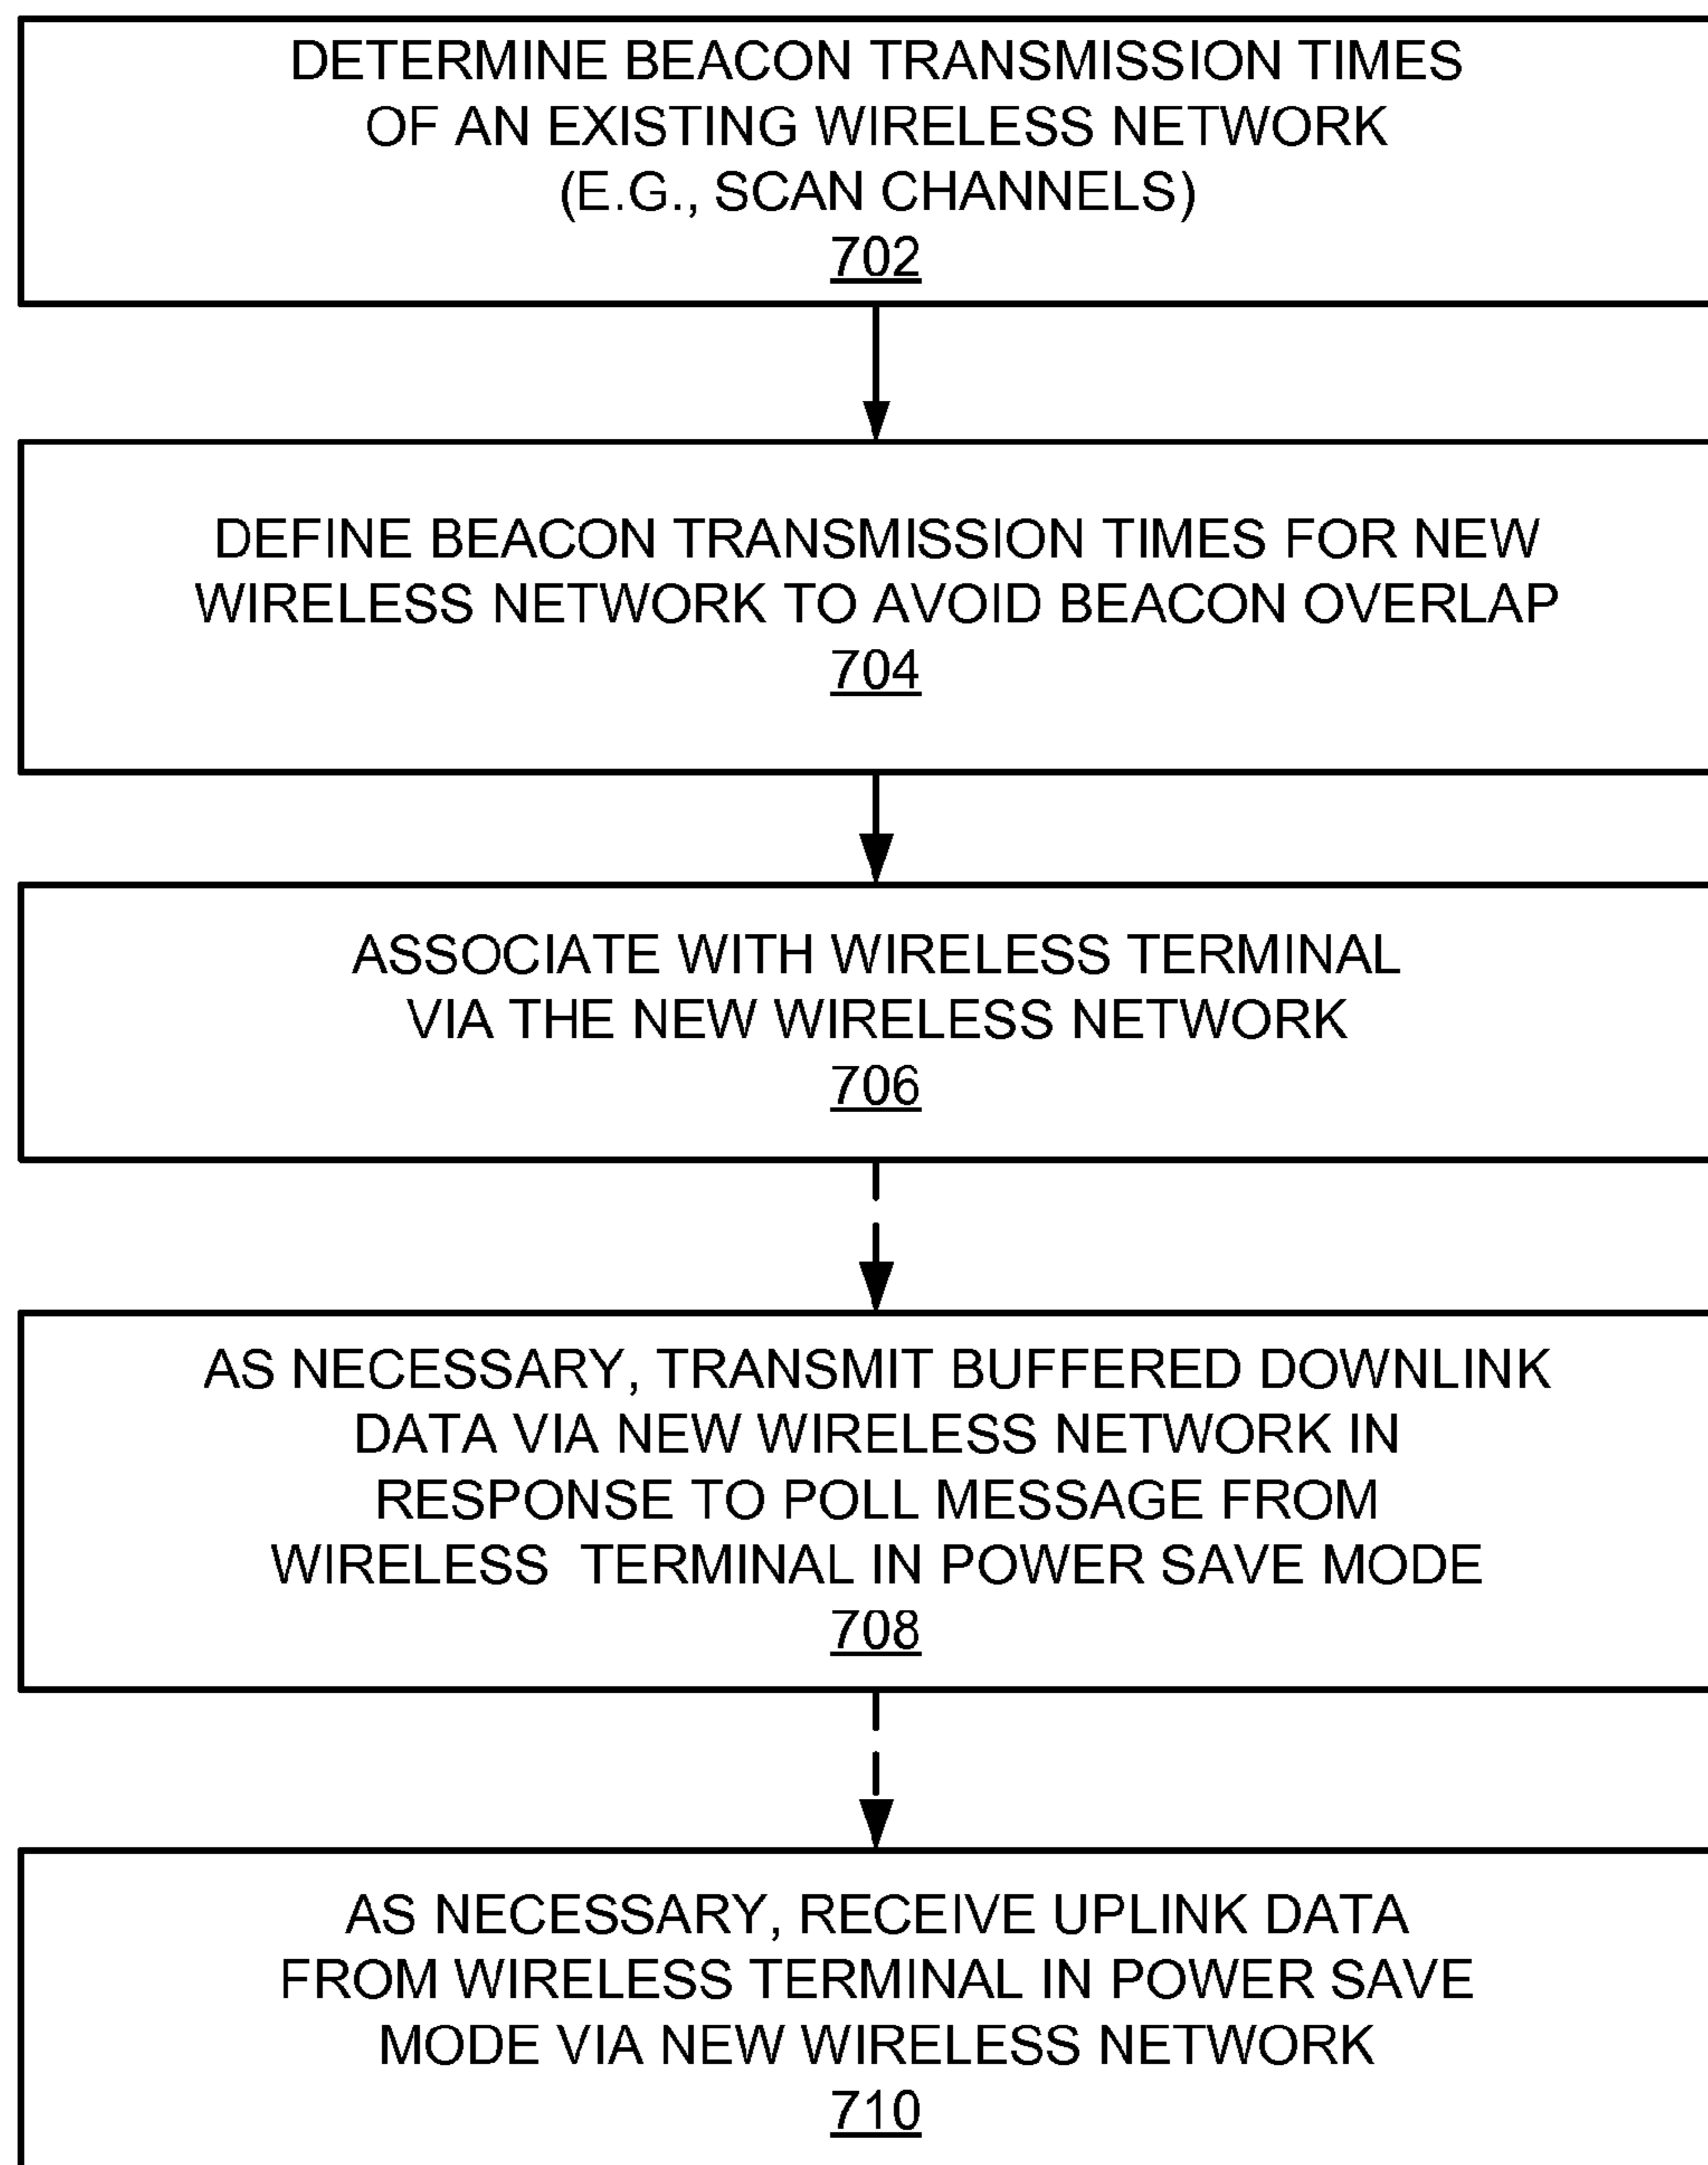 DETERMINE BEACON TRANSMISSION TIMES
OF AN EXISTING WIRELESS NETWORK
(E.G., SCAN CHANNELS)
702
DEFINE BEACON TRANSMISSION TIMES FOR NEW
WIRELESS NETWORK TO AVOID BEACON OVERLAP
704
ASSOCIATE WITH WIRELESS TERMINAL
VIA THE NEW WIRELESS NETWORK
706
AS NECESSARY, TRANSMIT BUFFERED DOWNLINK
DATA VIA NEW WIRELESS NETWORK IN
RESPONSE TO POLL MESSAGE FROM
WIRELESS TERMINAL IN POWER SAVE MODE
708
AS NECESSARY, RECEIVE UPLINK DATA
FROM WIRELESS TERMINAL IN POWER SAVE
MODE VIA NEW WIRELESS NETWORK
710